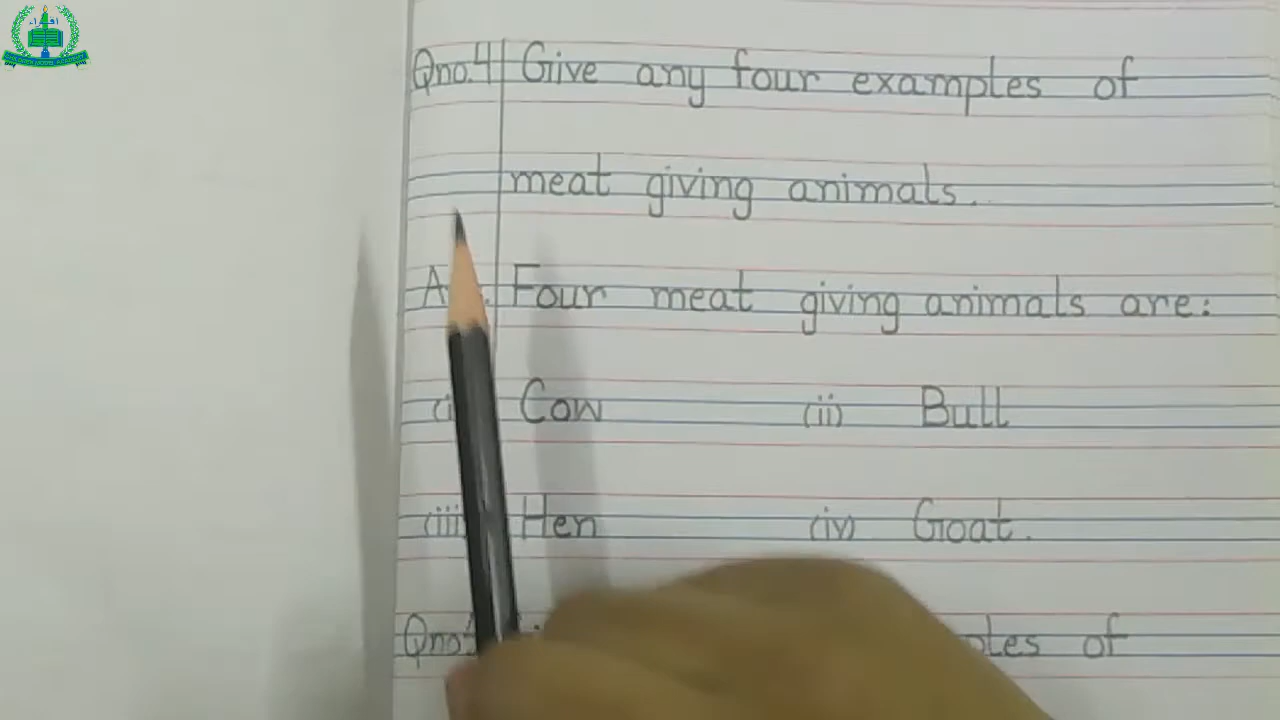 Qno.4 Give any four examples of
meat giving animals.
Four meat giving animals are:
(i) Cow (ii) Bull
(iii) Hen (iv) Goat.
of